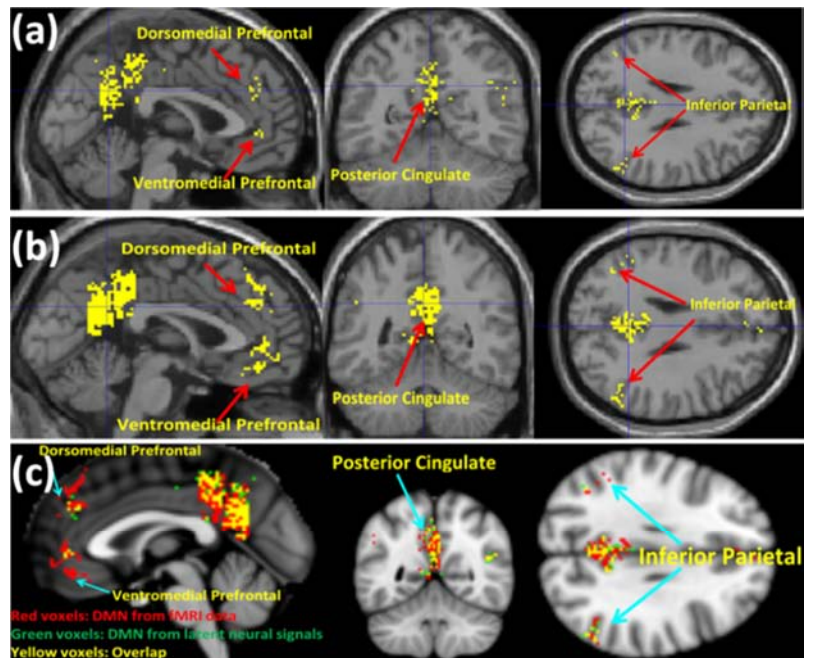 (a)
Dorsomedial Prefrontal
Ventromedial Prefrontal
Posterior Cingulate
Inferior Parietal
(b)
Dorsomedial Prefrontal
Ventromedial Prefrontal
Posterior Cingulate
Inferior Parietal
(c)
Dorsomedial Prefrontal
Ventromedial Prefrontal
Posterior Cingulate
Inferior Parietal
Red voxels: DMN from fMRI data
Green voxels: DMN from latent neural signals
Yellow voxels: Overlap